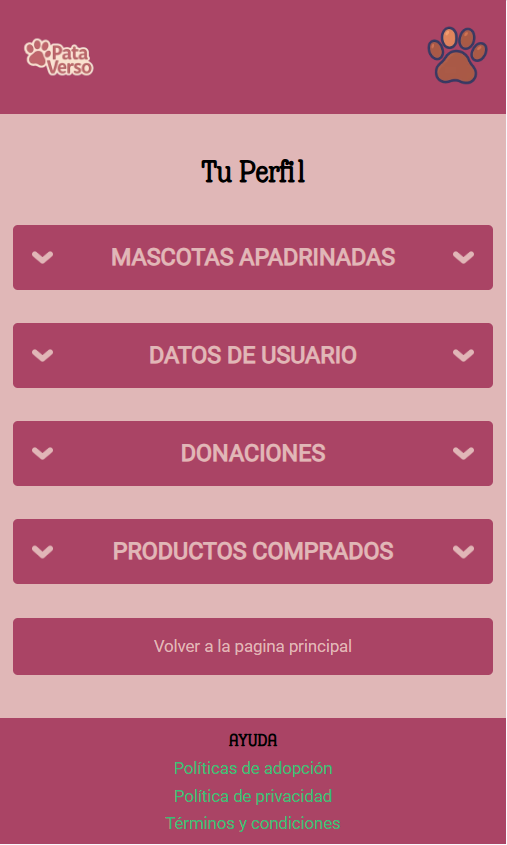 Pata
Verso
Tu Perfil
MASCOTAS APADRINADAS
DATOS DE USUARIO
DONACIONES
PRODUCTOS COMPRADOS
Volver a la pagina principal
AYUDA
Políticas de adopción
Política de privacidad
Términos y condiciones